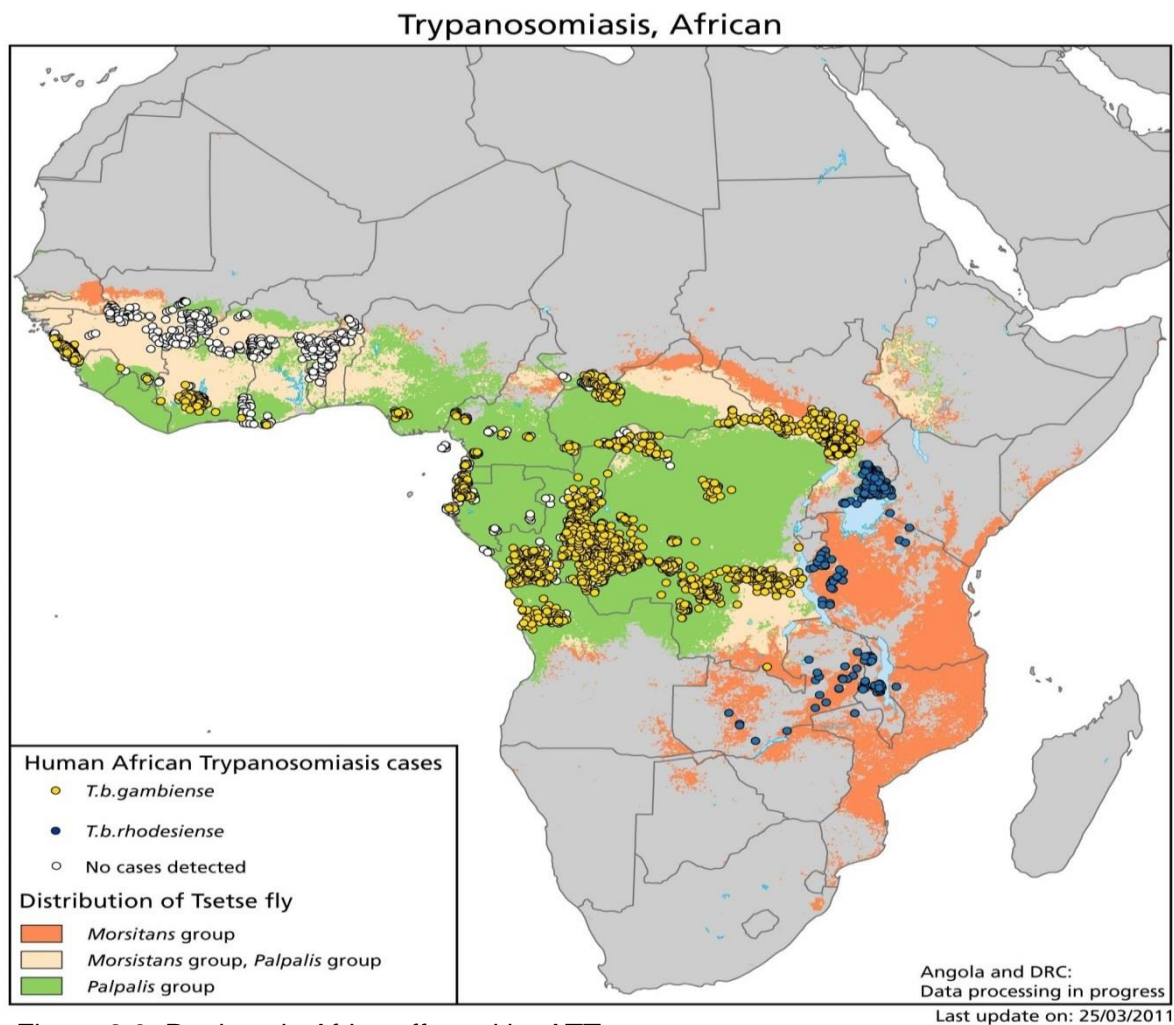 Trypanosomiasis, African
Human African Trypanosomiasis cases
T.b.gambiense
T.b.rhodesiense
No cases detected
Distribution of Tsetse fly
Morsitans group
Morsistans group, Palpalis group
Palpalis group
Angola and DRC:
Data processing in progress
Last update on: 25/03/2011